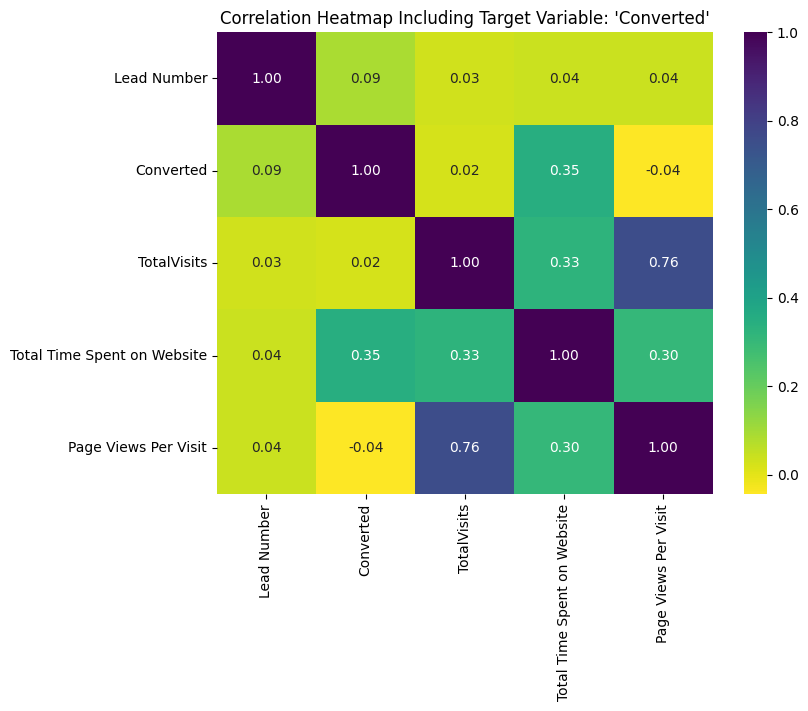 Correlation Heatmap Including Target Variable: 'Converted'
Lead Number 1.00 0.09 0.03 0.04 0.04
Converted 0.09 1.00 0.02 0.35 -0.04
TotalVisits 0.03 0.02 1.00 0.33 0.76
Total Time Spent on Website 0.04 0.35 0.33 1.00 0.30
Page Views Per Visit 0.04 -0.04 0.76 0.30 1.00
Lead Number
Converted
TotalVisits
Total Time Spent on Website
Page Views Per Visit
1.0
0.8
0.6
0.4
0.2
0.0